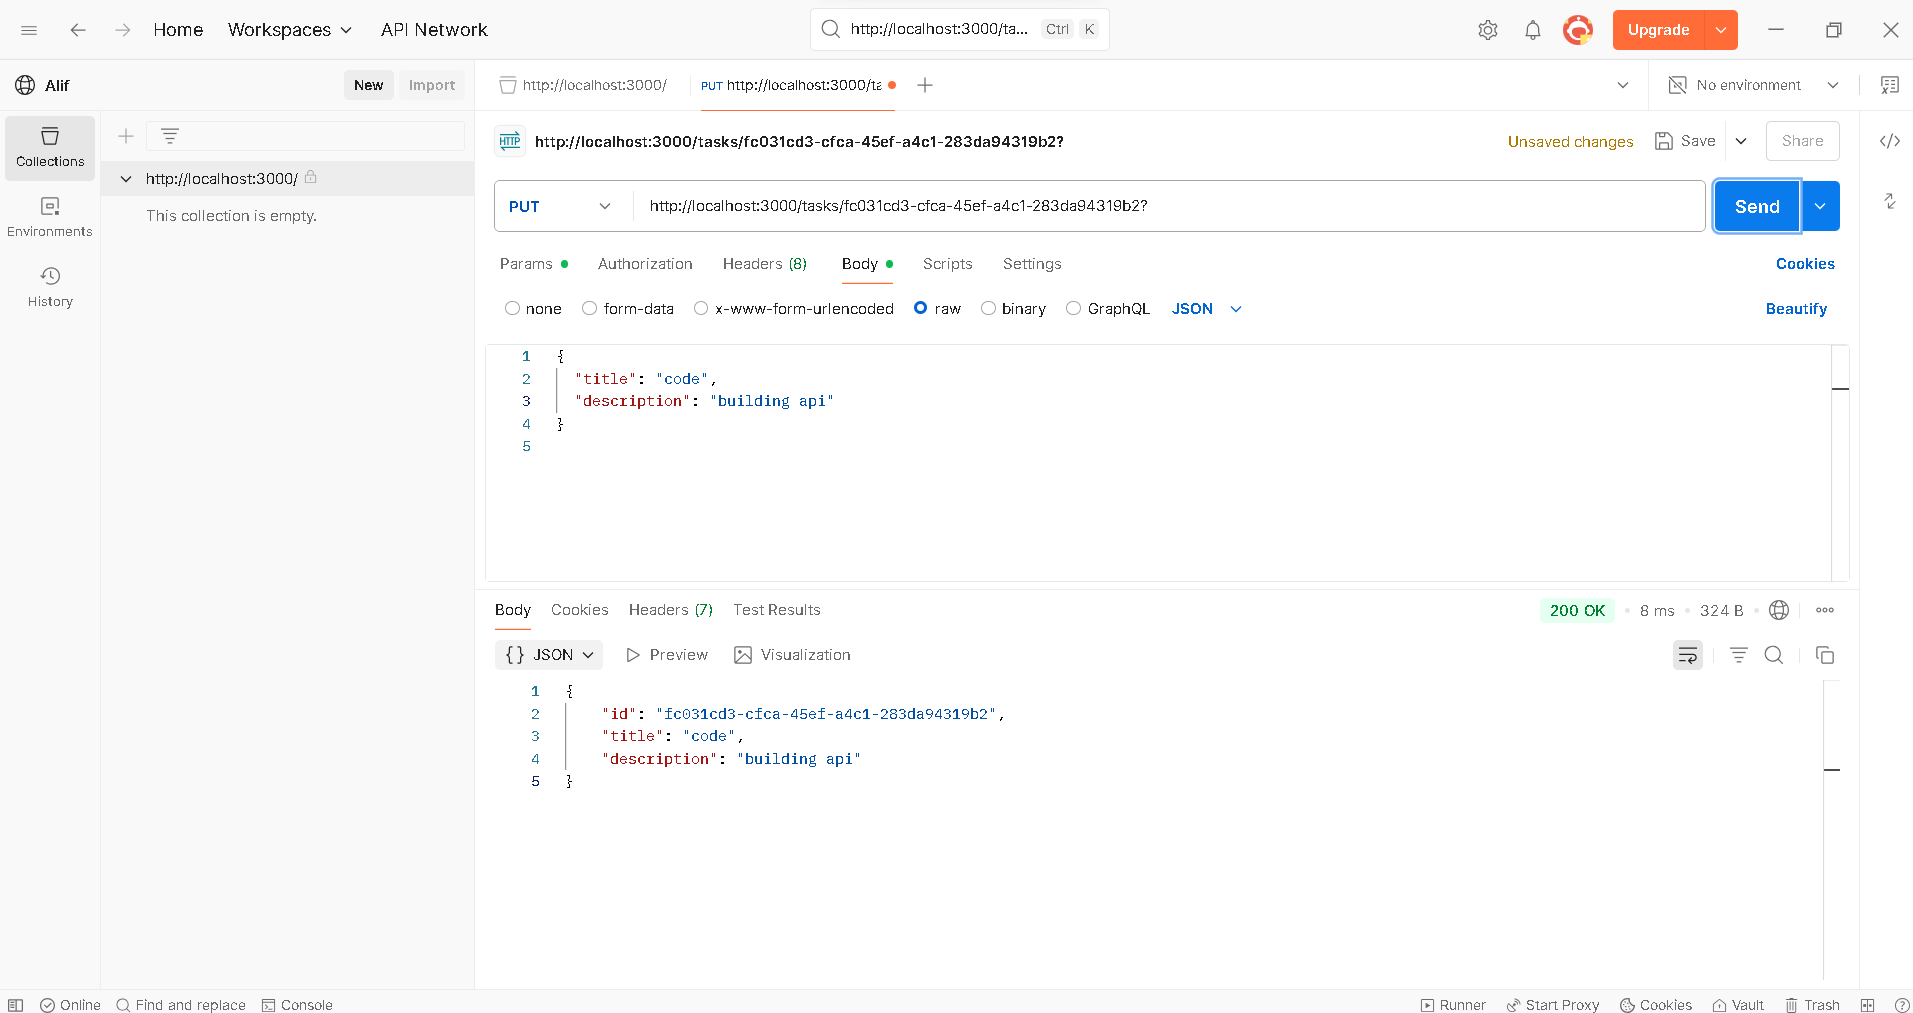 Home Workspaces API Network http://localhost:3000/ta... Ctrl K Upgrade
Alif New Import http://localhost:3000/ PUT http://localhost:3000/ta No environment
Collections
Environments
History
http://localhost:3000/
This collection is empty.
HTTP http://localhost:3000/tasks/fc031cd3-cfca-45ef-a4c1-283da94319b2? Unsaved changes Save Share
PUT http://localhost:3000/tasks/fc031cd3-cfca-45ef-a4c1-283da94319b2? Send
Params Authorization Headers (8) Body Scripts Settings Cookies
none form-data x-www-form-urlencoded raw binary GraphQL JSON Beautify
1 {
2 "title": "code",
3 "description": "building api"
4 }
5
Body Cookies Headers (7) Test Results 200 OK • 8 ms • 324 B •
{} JSON Preview Visualization
1 {
2 "id": "fc031cd3-cfca-45ef-a4c1-283da94319b2",
3 "title": "code",
4 "description": "building api"
5 }
Online Find and replace Console Runner Start Proxy Cookies Vault Trash